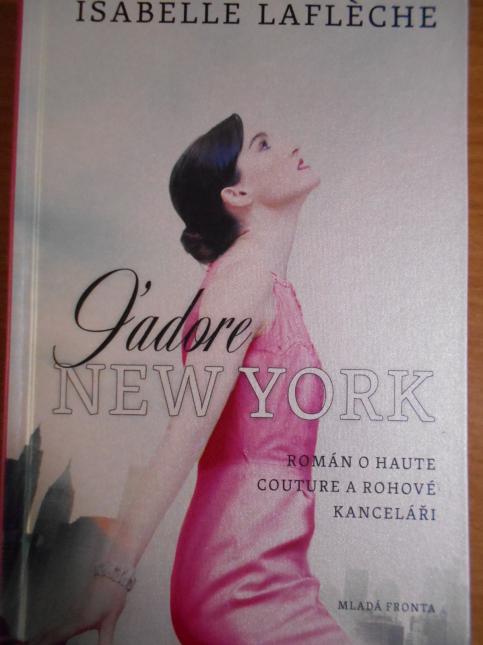 ISABELLE LAFLÈCHE
J'adore
NEW YORK
ROMÁN O HAUTE
COUTURE A ROHOVÉ
KANCELÁŘI
MLADÁ FRONTA